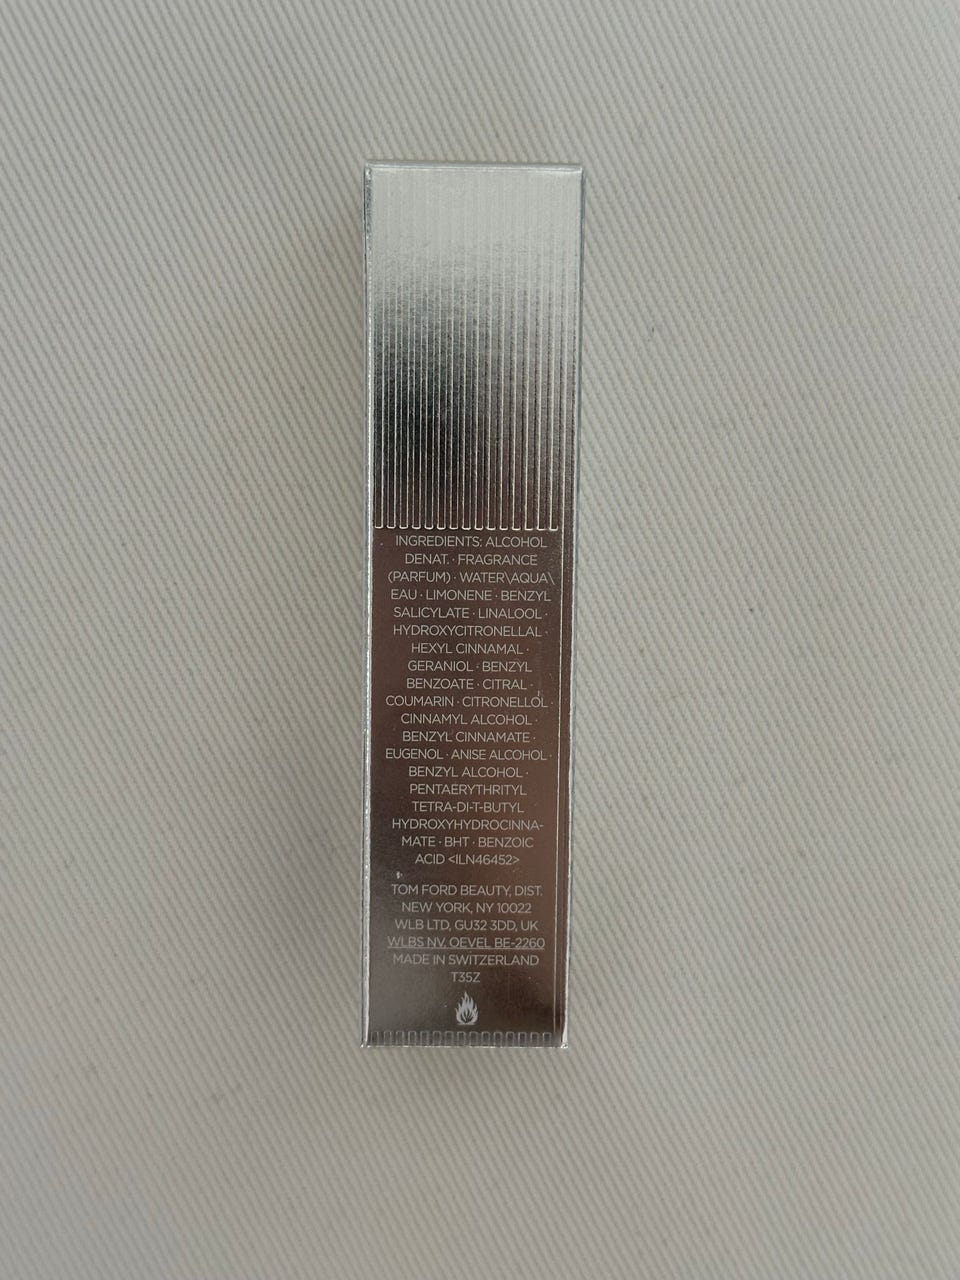 INGREDIENTS: ALCOHOL
DENAT. · FRAGRANCE
(PARFUM) · WATER\AQUA\
EAU · LIMONENE · BENZYL
SALICYLATE · LINALOOL ·
HYDROXYCITRONELLAL ·
HEXYL CINNAMAL ·
GERANIOL · BENZYL
BENZOATE · CITRAL ·
COUMARIN · CITRONELLOL ·
CINNAMYL ALCOHOL ·
BENZYL CINNAMATE ·
EUGENOL · ANISE ALCOHOL ·
BENZYL ALCOHOL ·
PENTAERYTHRITYL
TETRA-DI-T-BUTYL
HYDROXYHYDROCINNA-
MATE · BHT · BENZOIC
ACID <ILN46452>
TOM FORD BEAUTY, DIST.
NEW YORK, NY 10022
WLB LTD, GU32 3DD, UK
WLBS NV, OEVEL BE-2260
MADE IN SWITZERLAND
T35Z